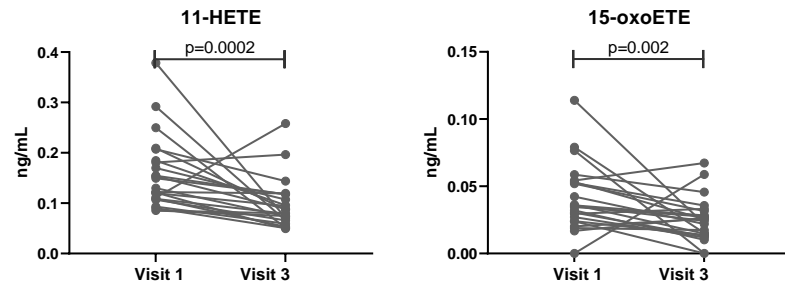 11-HETE
p=0.0002
0.4
0.3
0.2
0.1
0.0
ng/mL
Visit 1
Visit 3
15-oxoETE
p=0.002
0.15
0.10
0.05
0.00
ng/mL
Visit 1
Visit 3